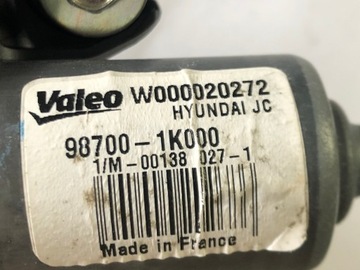 Valeo W000020272
HYUNDAI JC
98700-1K000
1/M-00138 027-1
Made in France